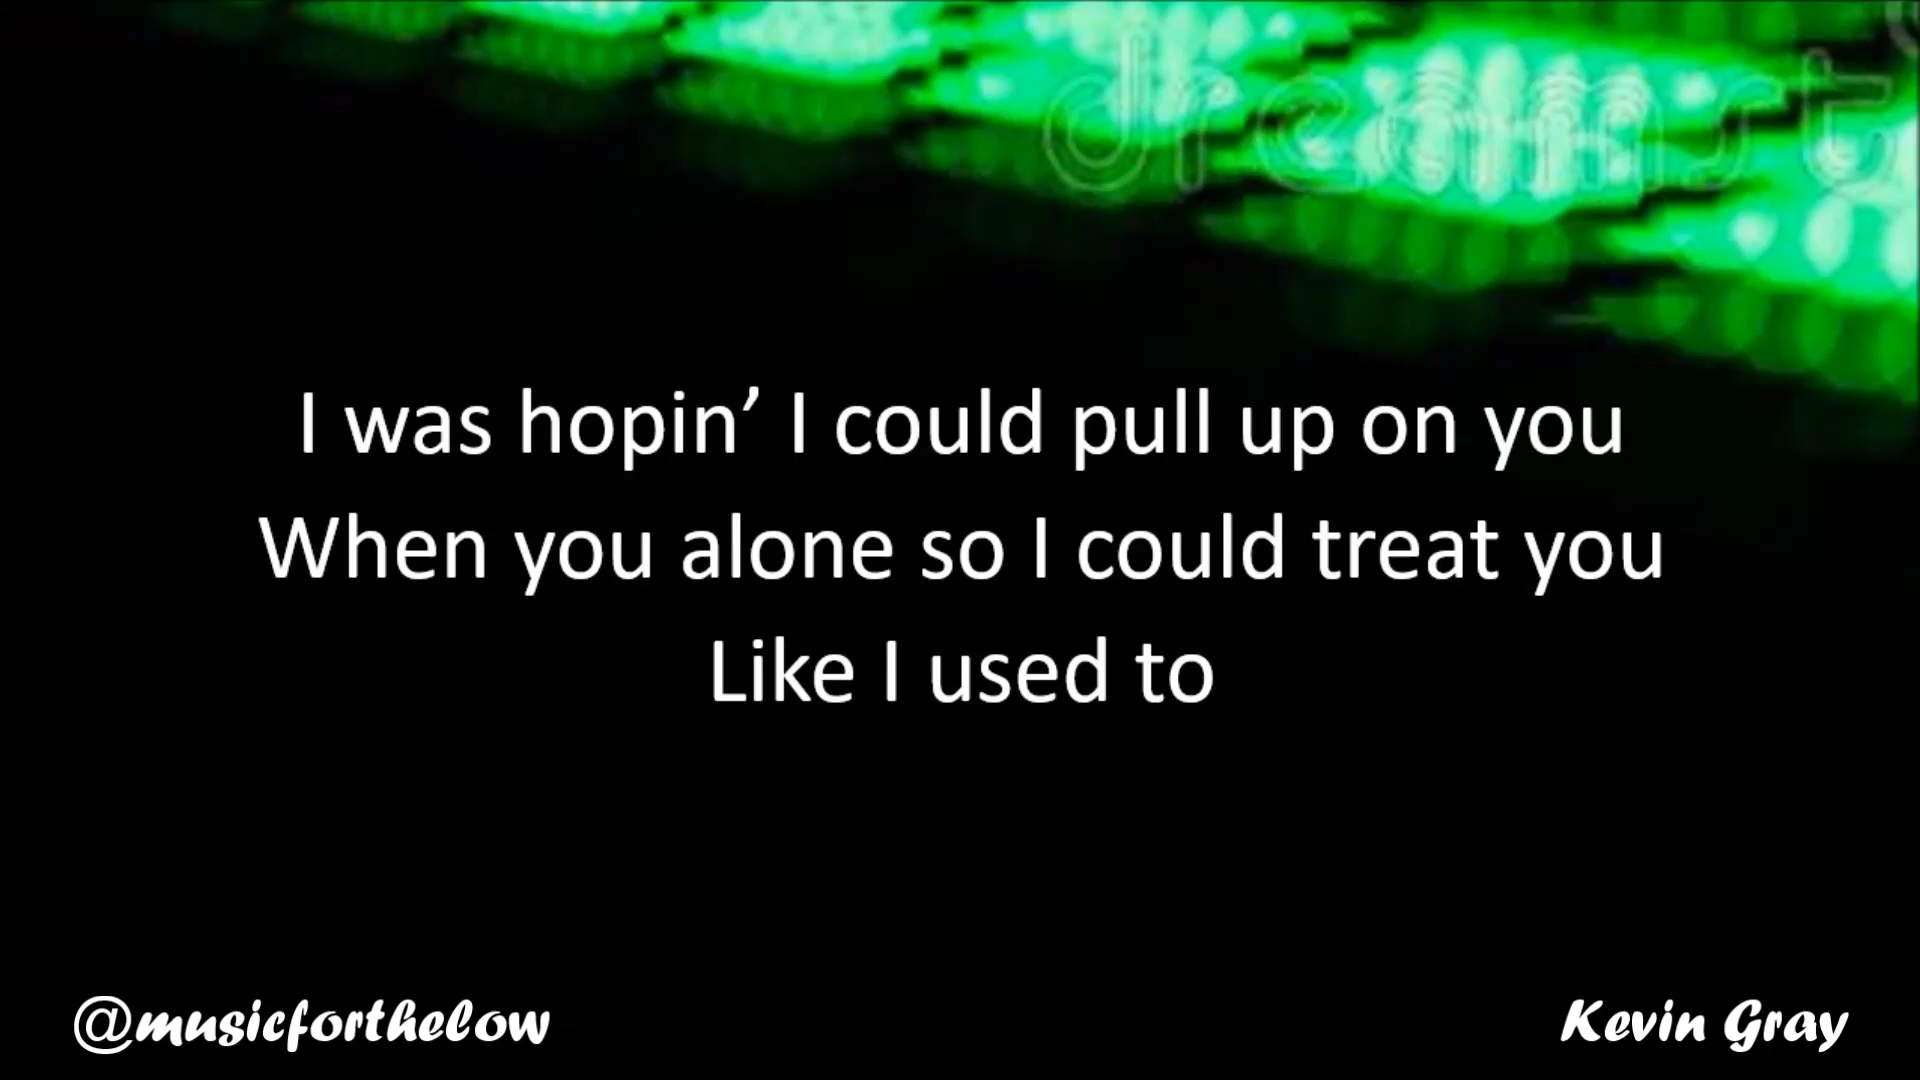 dreamst
I was hopin’ I could pull up on you
When you alone so I could treat you
Like I used to
@musicforthelow
Kevin Gray